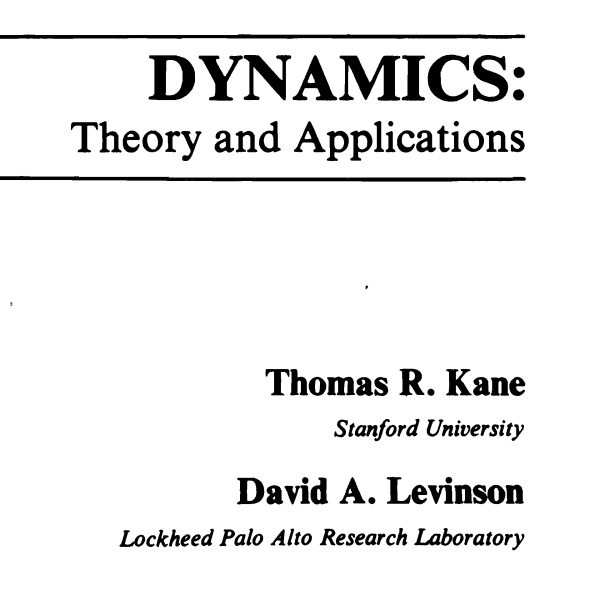 DYNAMICS:
Theory and Applications
Thomas R. Kane
Stanford University
David A. Levinson
Lockheed Palo Alto Research Laboratory